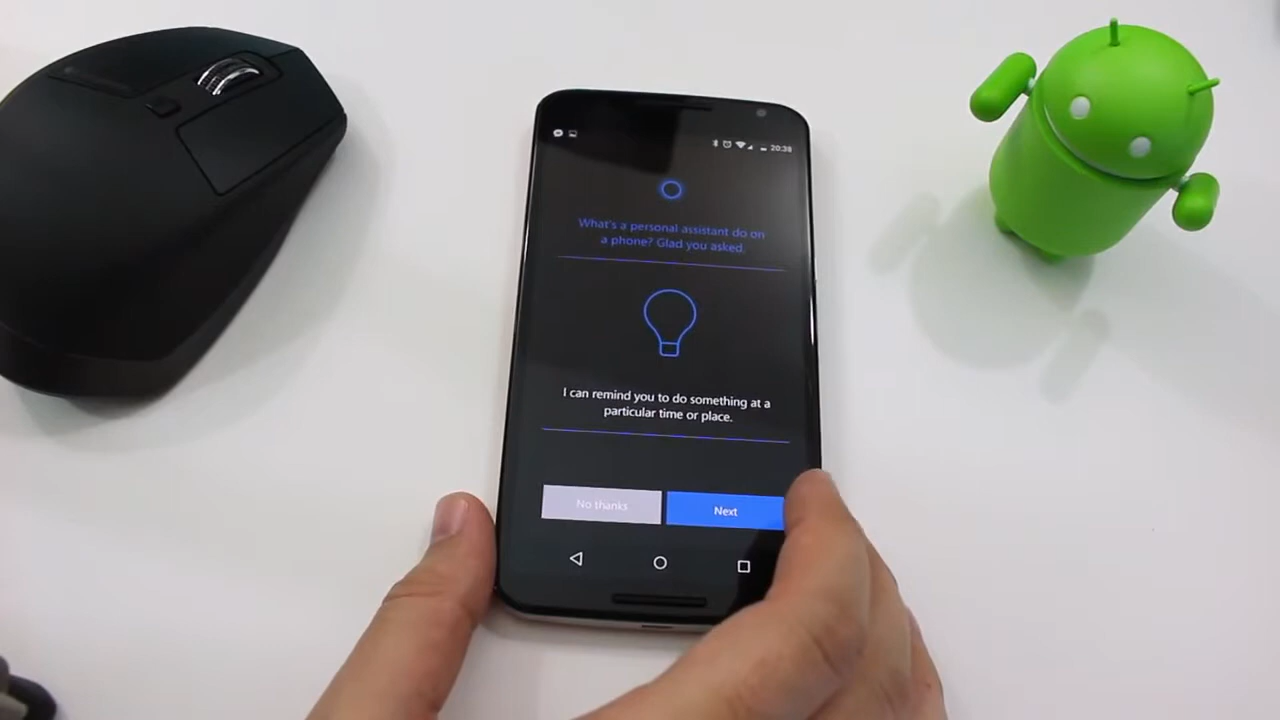 20:38
What's a personal assistant do on
a phone? Glad you asked.
I can remind you to do something at a
particular time or place.
No thanks
Next